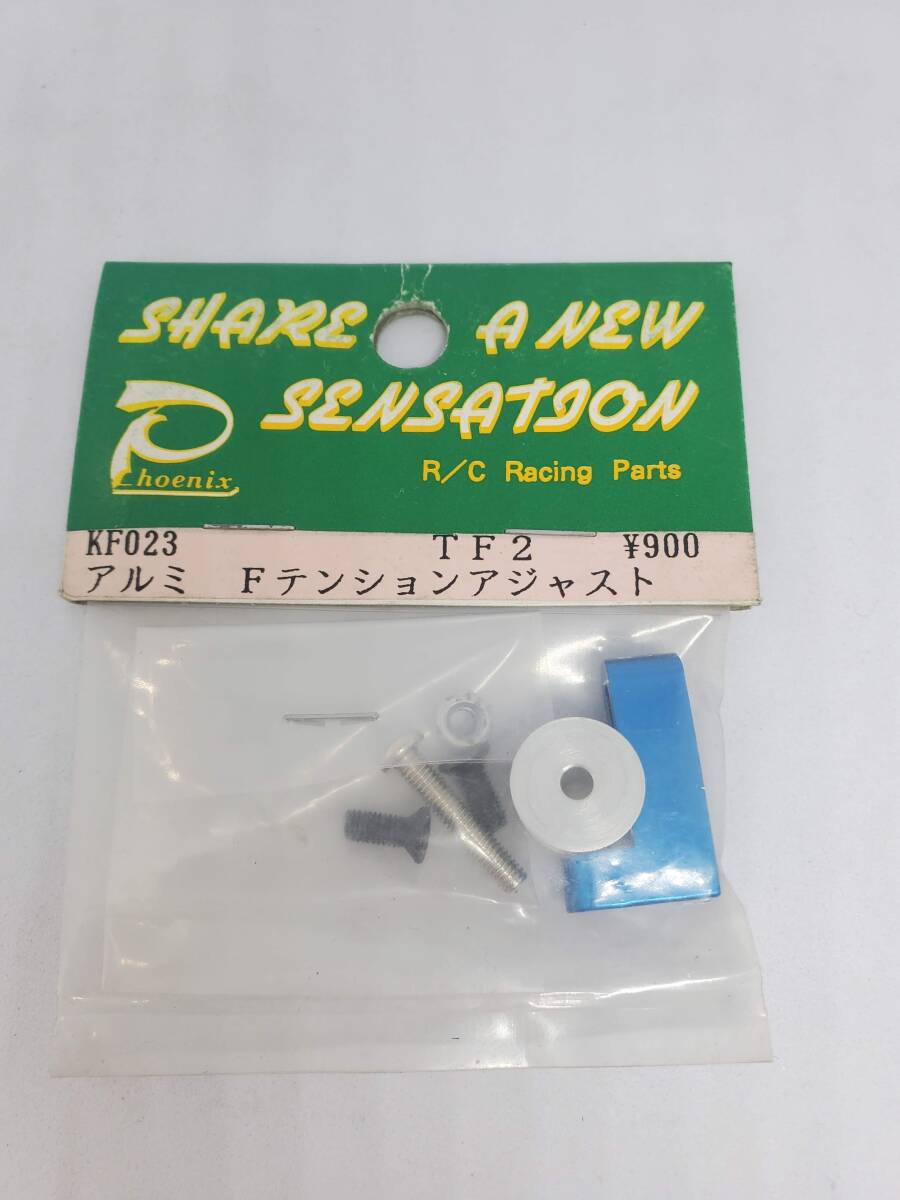 SHARE A NEW
SENSATION
Phoenix
R/C Racing Parts
KF023 TF2 ¥900
アルミ Fテンションアジャスト